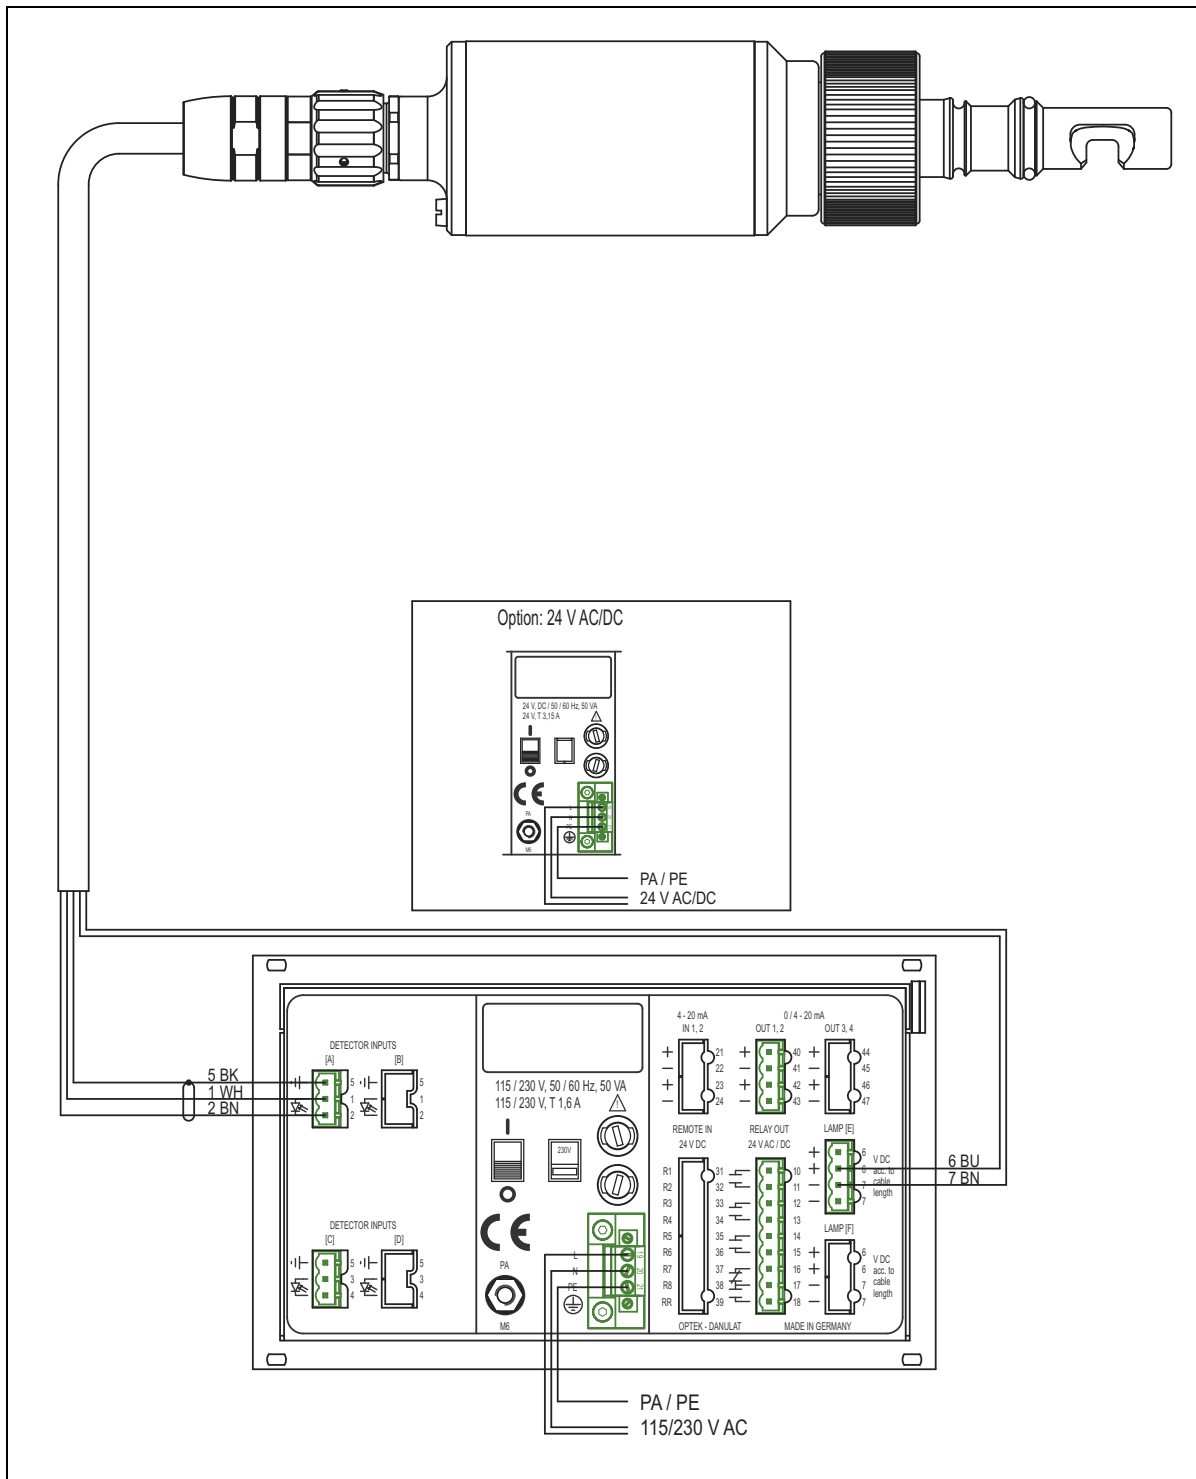 Option: 24 V AC/DC
24 V, DC / 50 / 60 Hz, 50 VA
24 V, T 3,15 A
CE
PA
L
N
PE
M6
PA / PE
24 V AC/DC
DETECTOR INPUTS
[A] [B]
5 BK 5 5
1 WH 1 1
2 BN 2 2
DETECTOR INPUTS
[C] [D]
5 5
3 3
4 4
115 / 230 V, 50 / 60 Hz, 50 VA
115 / 230 V, T 1,6 A
230V
CE
PA
M6
L 19
N 20
PE 21
4 - 20 mA 0 / 4 - 20 mA
IN 1, 2 OUT 1, 2 OUT 3, 4
+ 21 + 40 + 44
− 22 − 41 − 45
+ 23 + 42 + 46
− 24 − 43 − 47
REMOTE IN RELAY OUT LAMP [E]
24 V DC 24 V AC / DC
R1 31 10
R2 32 11
R3 33 12
R4 34 13
R5 35 14
R6 36 15
R7 37 16
R8 38 17
RR 39 18
+ 6 V DC
+ 6 acc. to 6 BU
− 7 cable 7 BN
− 7 length
LAMP [F]
+ 6 V DC
+ 6 acc. to
− 7 cable
− 7 length
OPTEK - DANULAT MADE IN GERMANY
PA / PE
115/230 V AC